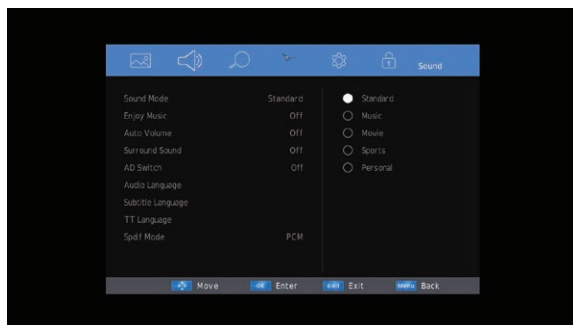 Sound
Sound Mode Standard
Enjoy Music Off
Auto Volume Off
Surround Sound Off
AD Switch Off
Audio Language
Subtitle Language
TT Language
Spdif Mode PCM
Standard
Music
Movie
Sports
Personal
Move OK Enter EXIT Exit Menu Back